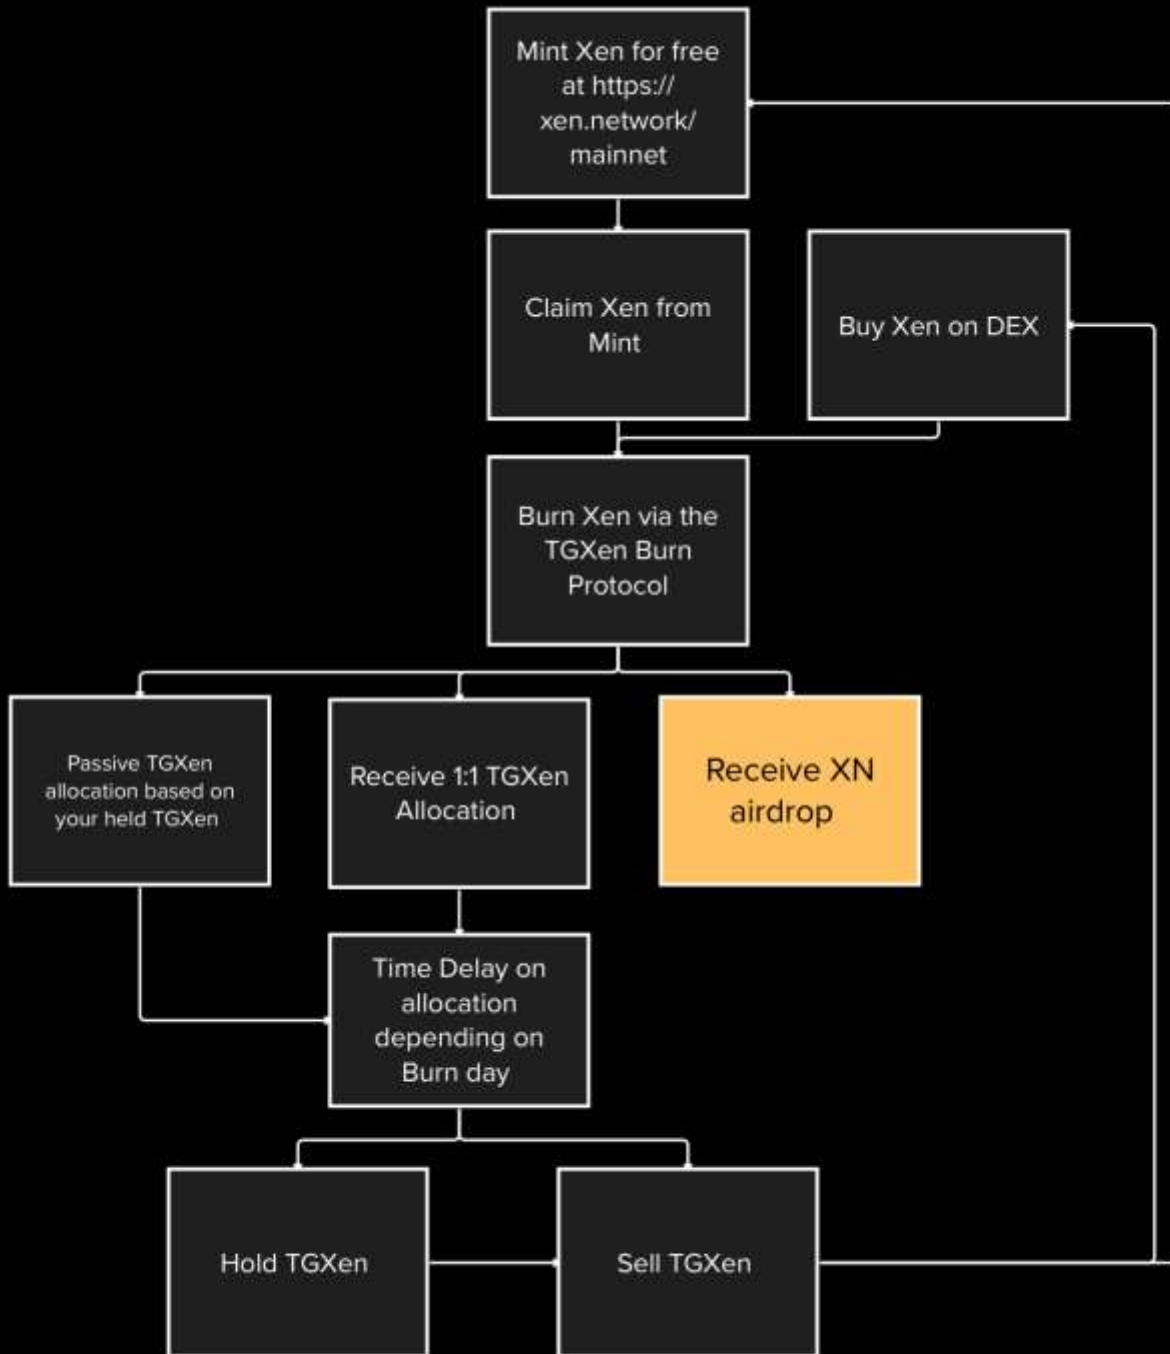 Mint Xen for free
at https://
xen.network/
mainnet
Claim Xen from
Mint
Buy Xen on DEX
Burn Xen via the
TGXen Burn
Protocol
Passive TGXen
allocation based on
your held TGXen
Receive 1:1 TGXen
Allocation
Receive XN
airdrop
Time Delay on
allocation
depending on
Burn day
Hold TGXen
Sell TGXen